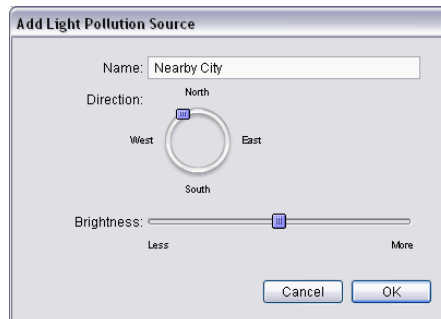 Add Light Pollution Source
Name: Nearby City
Direction:
North
West
East
South
Brightness:
Less
More
Cancel
OK